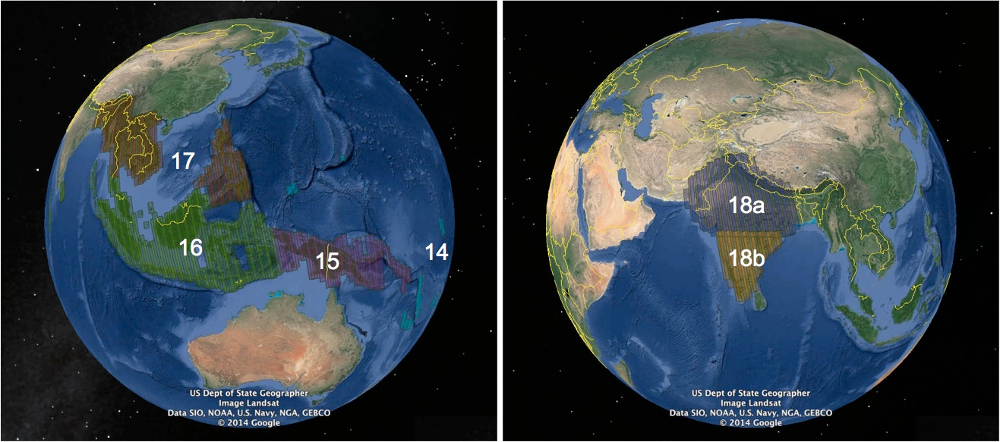 17
16
15
14
US Dept of State Geographer
Image Landsat
Data SIO, NOAA, U.S. Navy, NGA, GEBCO
© 2014 Google
18a
18b
US Dept of State Geographer
Image Landsat
Data SIO, NOAA, U.S. Navy, NGA, GEBCO
© 2014 Google